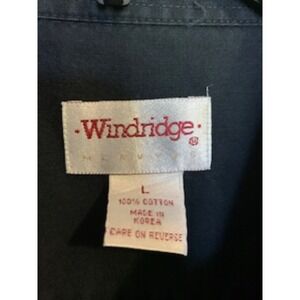 ·Windridge·®
L
100% COTTON
MADE IN
KOREA
CARE ON REVERSE